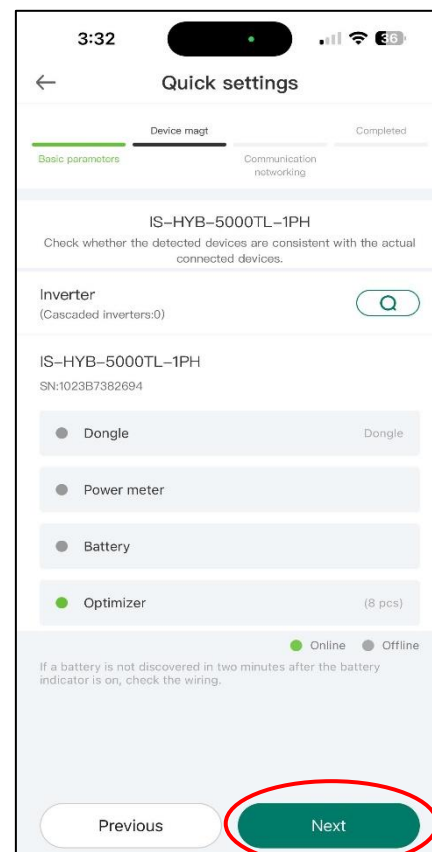 3:32
36
Quick settings
Device magt
Completed
Basic parameters
Communication
networking
IS-HYB-5000TL-1PH
Check whether the detected devices are consistent with the actual
connected devices.
Inverter
(Cascaded inverters:0)
IS-HYB-5000TL-1PH
SN:1023B7382694
Dongle
Dongle
Power meter
Battery
Optimizer
(8 pcs)
Online
Offline
If a battery is not discovered in two minutes after the battery
indicator is on, check the wiring.
Previous
Next